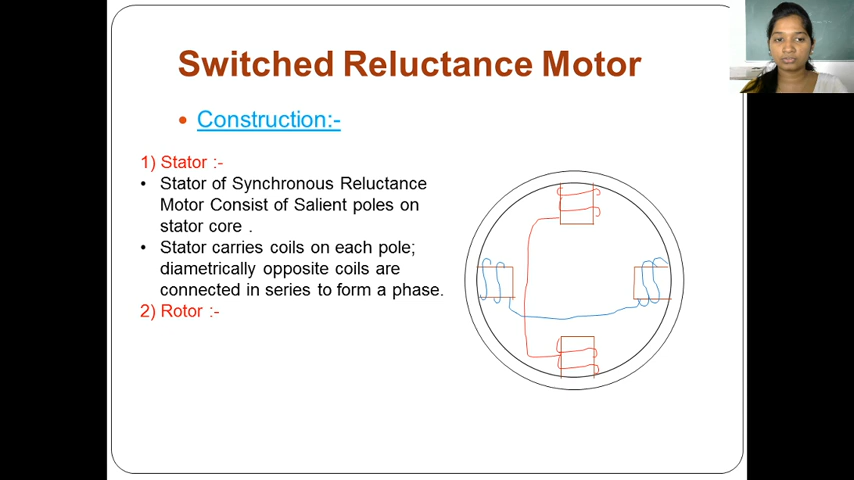 Switched Reluctance Motor
• Construction:-
1) Stator :-
• Stator of Synchronous Reluctance
Motor Consist of Salient poles on
stator core .
• Stator carries coils on each pole;
diametrically opposite coils are
connected in series to form a phase.
2) Rotor :-